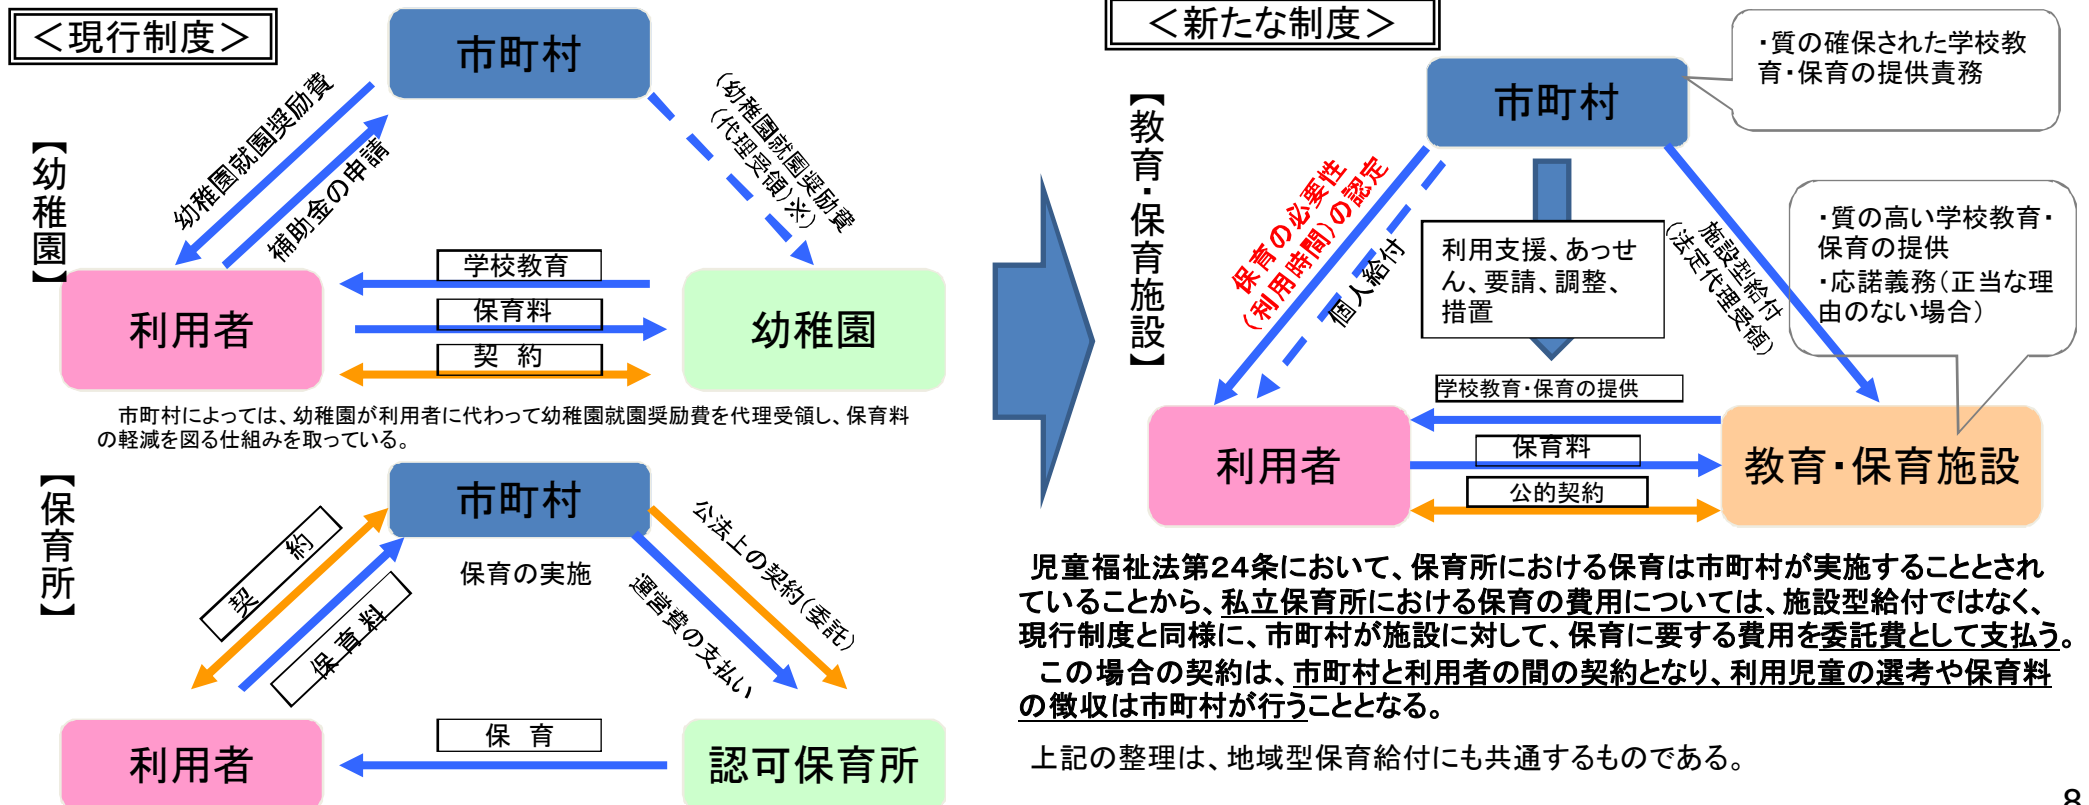 ＜現行制度＞
【幼稚園】
市町村
幼稚園就園奨励費
補助金の申請
(幼稚園就園奨励費
(代理受領)※)
学校教育
保育料
契　約
利用者
幼稚園
市町村によっては、幼稚園が利用者に代わって幼稚園就園奨励費を代理受領し、保育料
の軽減を図る仕組みを取っている。
【保育所】
市町村
契　約
保育料
保育の実施
公法上の契約(委託)
運営費の支払い
利用者
保　育
認可保育所
＜新たな制度＞
【教育・保育施設】
市町村
・質の確保された学校教
育・保育の提供責務
保育の必要性
(利用時間)の認定
個人給付
利用支援、あっせ
ん、要請、調整、
措置
施設型給付
(法定代理受領)
・質の高い学校教育・
保育の提供
・応諾義務(正当な理
由のない場合)
学校教育・保育の提供
保育料
公的契約
利用者
教育・保育施設
児童福祉法第24条において、保育所における保育は市町村が実施することとされ
ていることから、私立保育所における保育の費用については、施設型給付ではなく、
現行制度と同様に、市町村が施設に対して、保育に要する費用を委託費として支払う。
この場合の契約は、市町村と利用者の間の契約となり、利用児童の選考や保育料
の徴収は市町村が行うこととなる。
上記の整理は、地域型保育給付にも共通するものである。
8